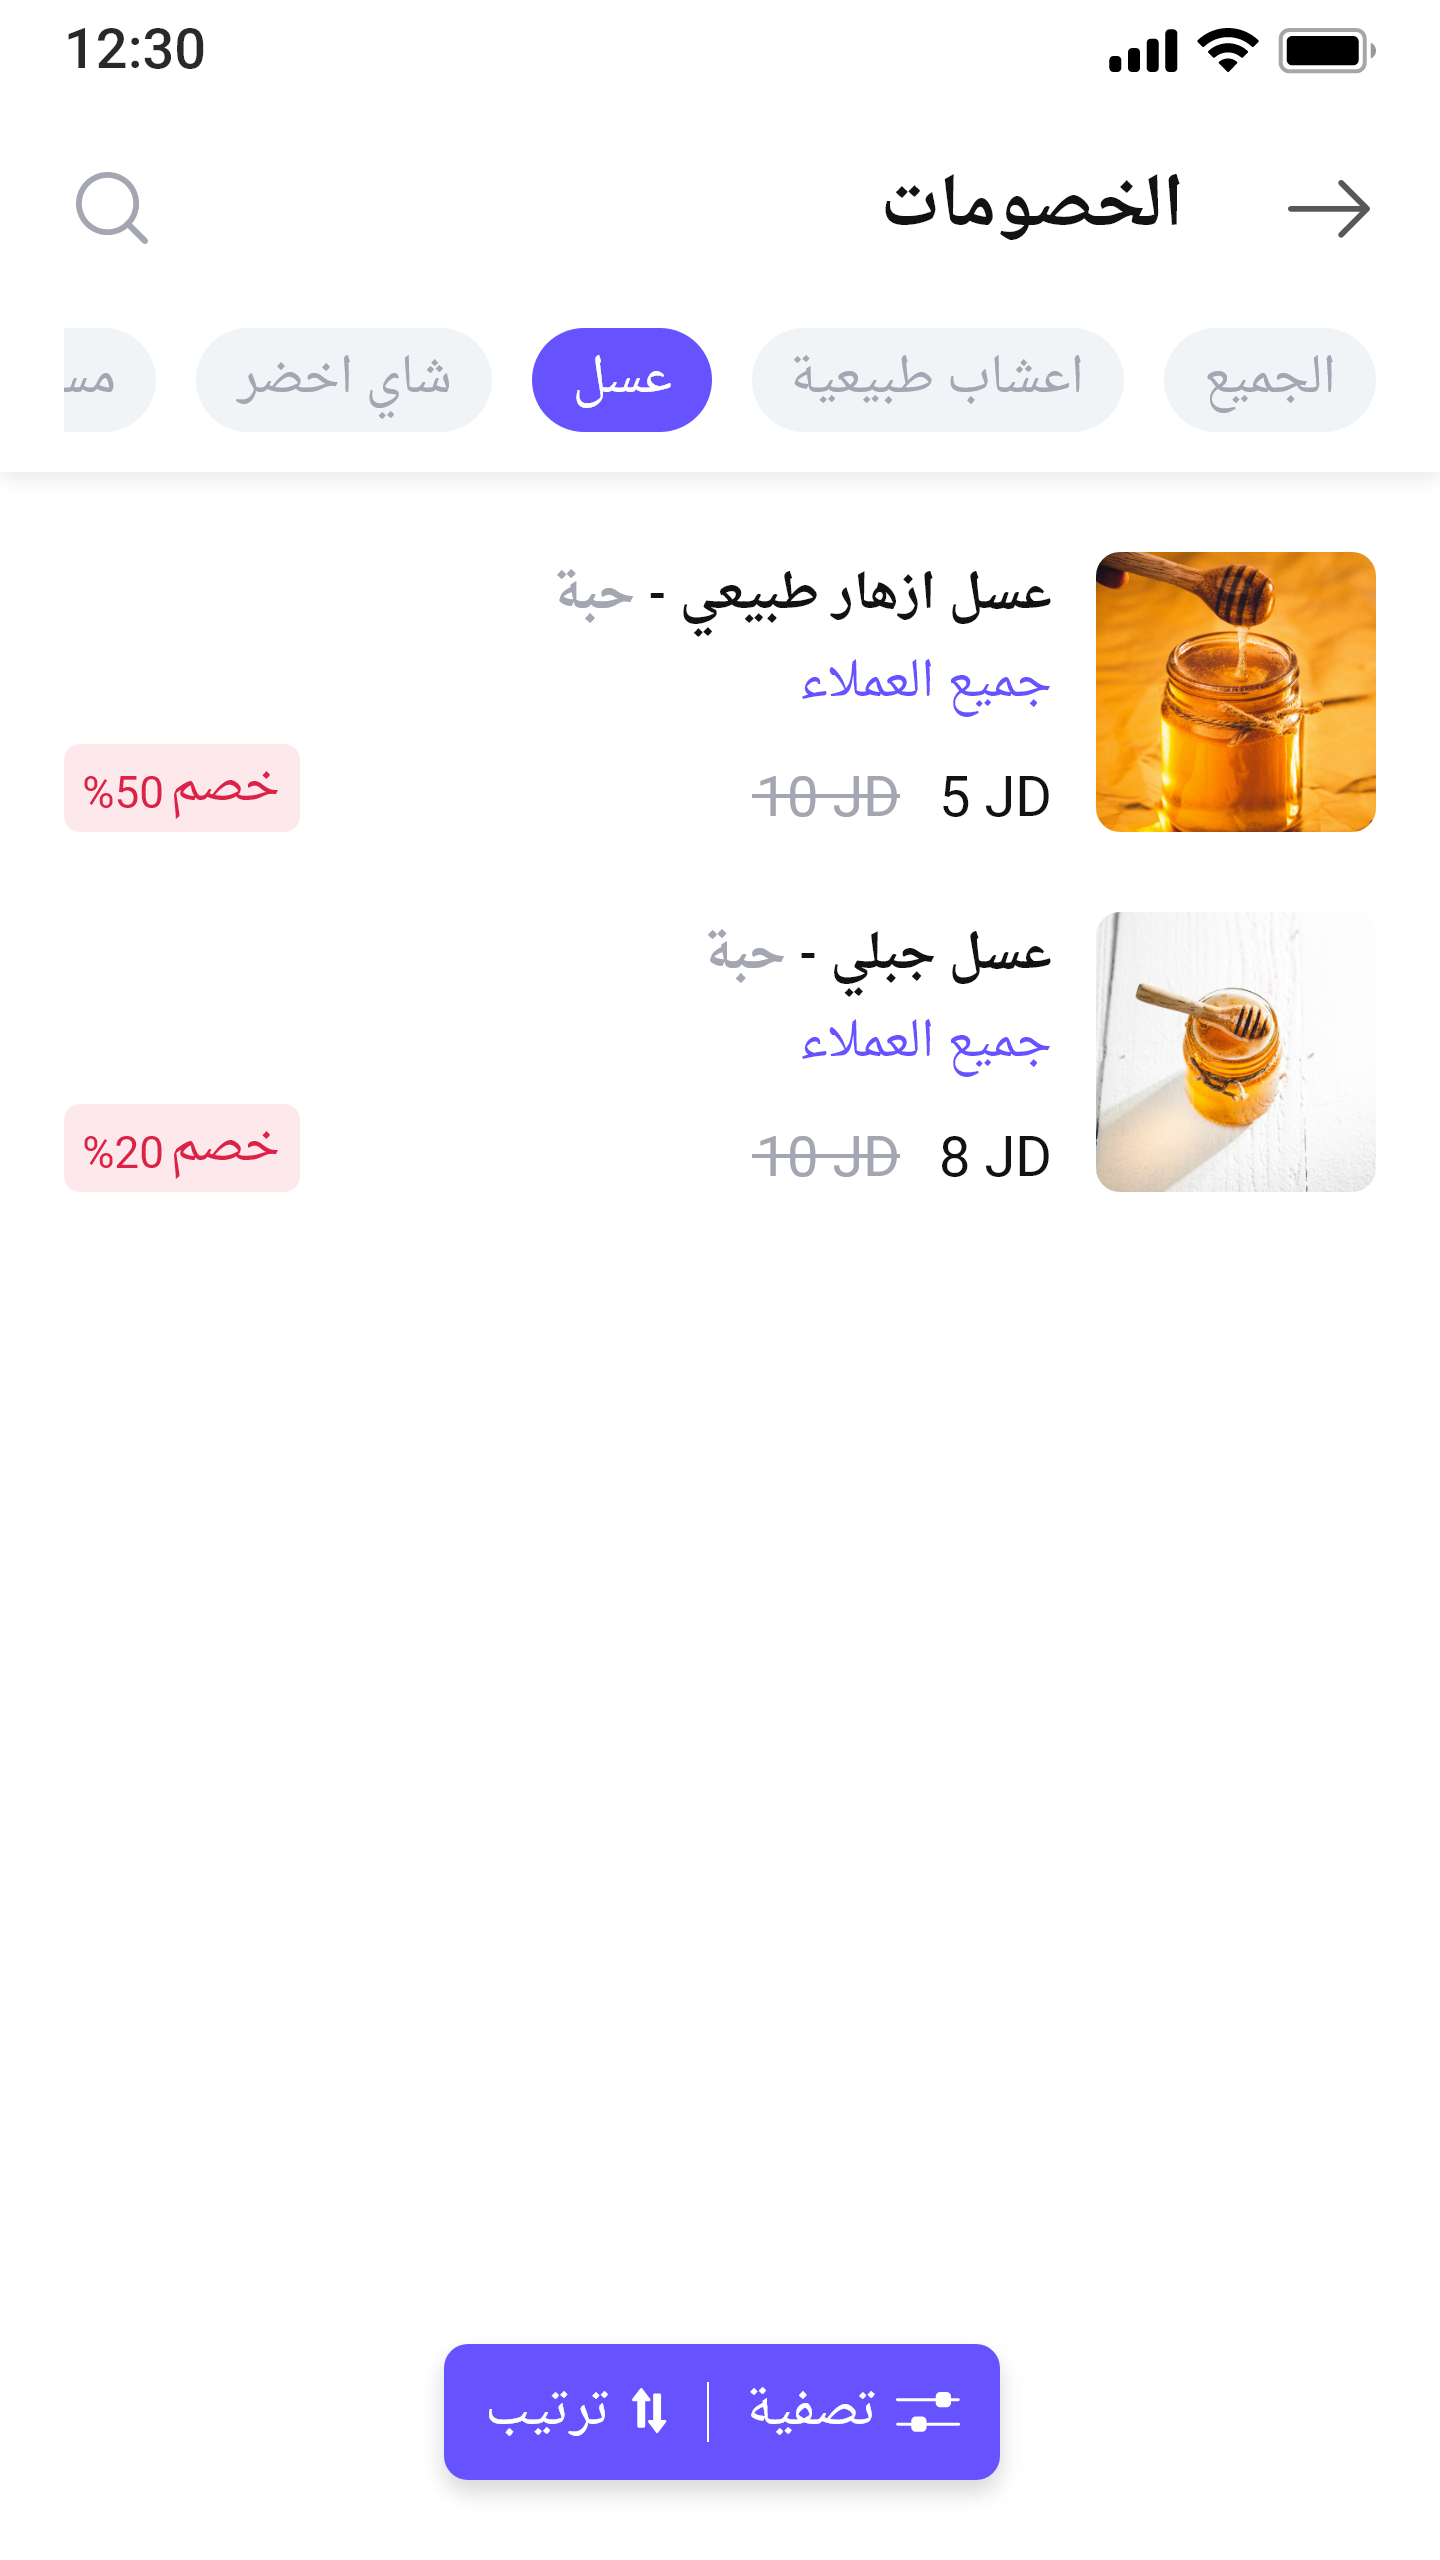 12:30
الخصومات
الجميع
اعشاب طبيعية
عسل
شاي اخضر
مس
عسل ازهار طبيعي - حبة
جميع العملاء
5 JD 10 JD
خصم 50%
عسل جبلي - حبة
جميع العملاء
8 JD 10 JD
خصم 20%
تصفية
ترتيب